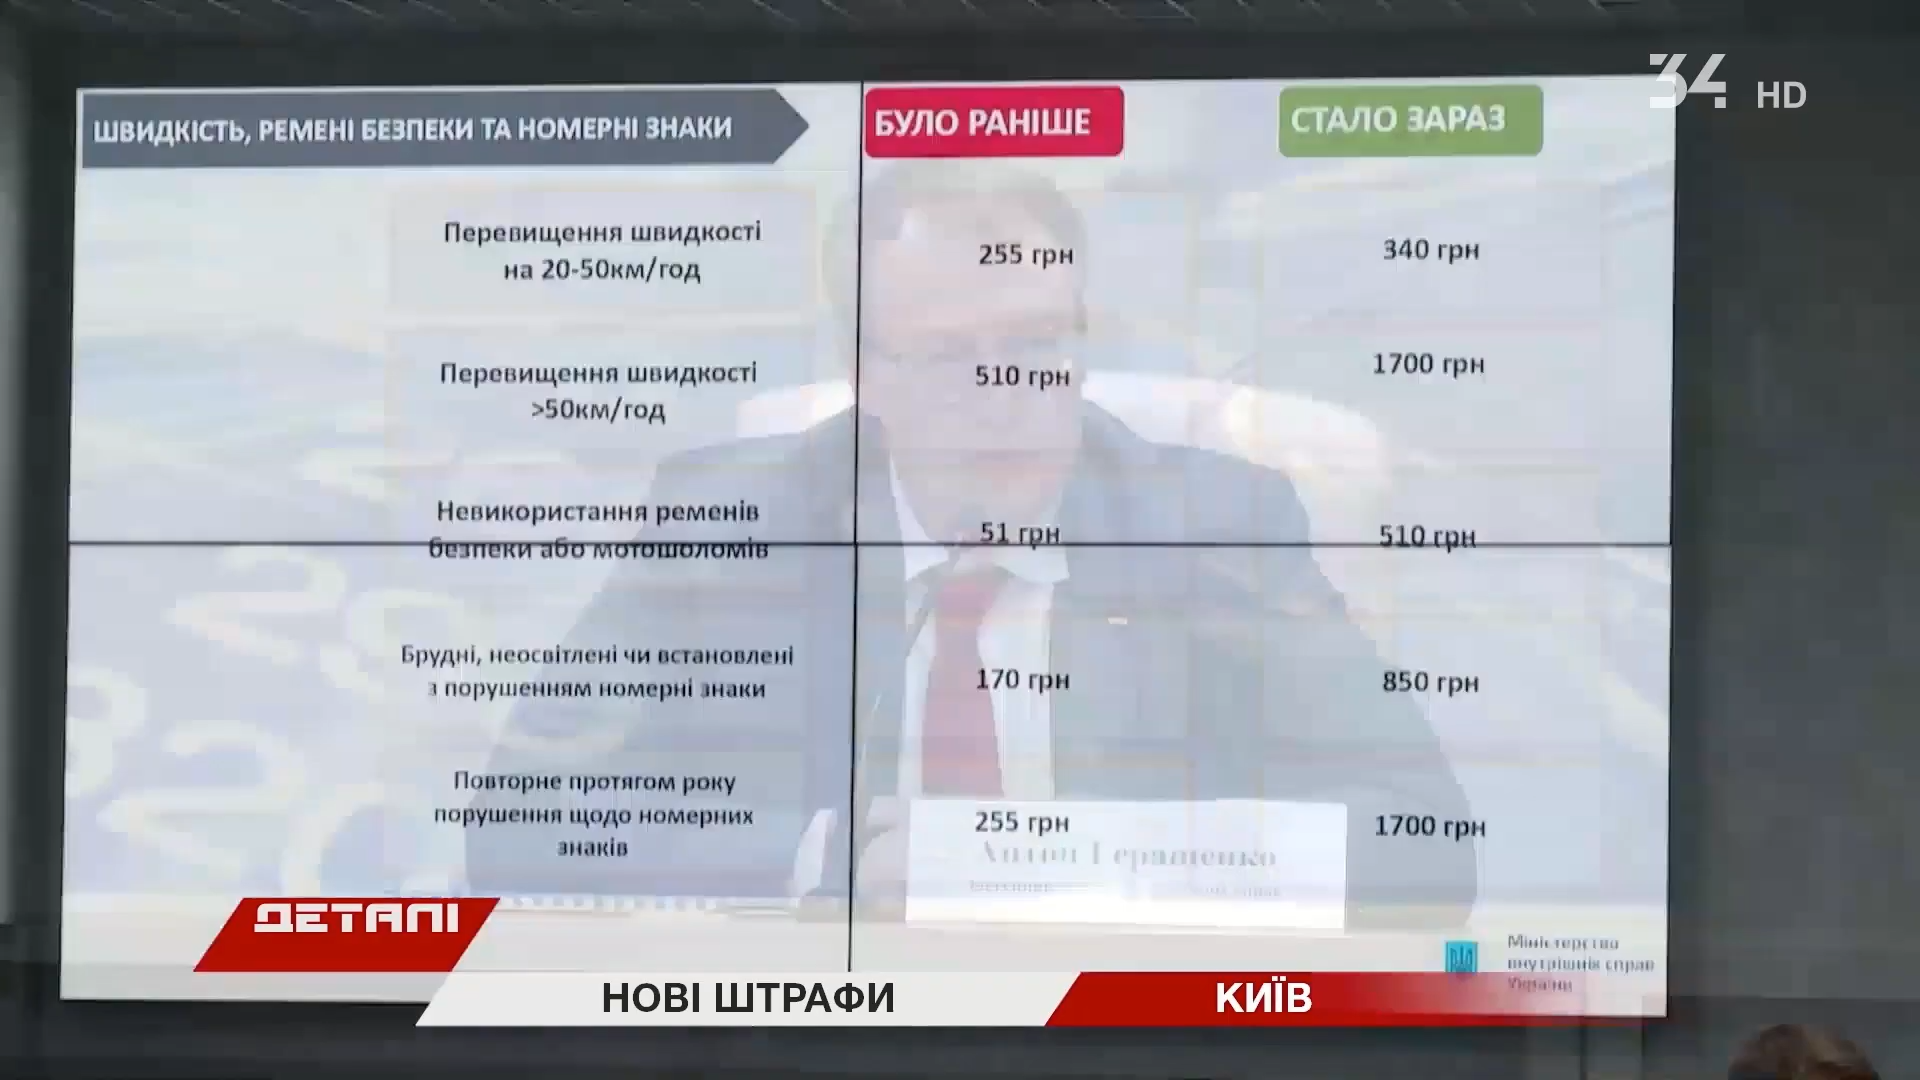 34 HD
ШВИДКІСТЬ, РЕМЕНІ БЕЗПЕКИ ТА НОМЕРНІ ЗНАКИ
БУЛО РАНІШЕ
СТАЛО ЗАРАЗ
Перевищення швидкості
на 20-50км/год
255 грн
340 грн
Перевищення швидкості
>50км/год
510 грн
1700 грн
Невикористання ременів
безпеки або мотошоломів
51 грн
510 грн
Брудні, неосвітлені чи встановлені
з порушенням номерні знаки
170 грн
850 грн
Повторне протягом року
порушення щодо номерних
знаків
255 грн
1700 грн
Антон Геращенко
Міністерство
внутрішніх справ
України
ДЕТАЛІ
НОВІ ШТРАФИ
КИЇВ